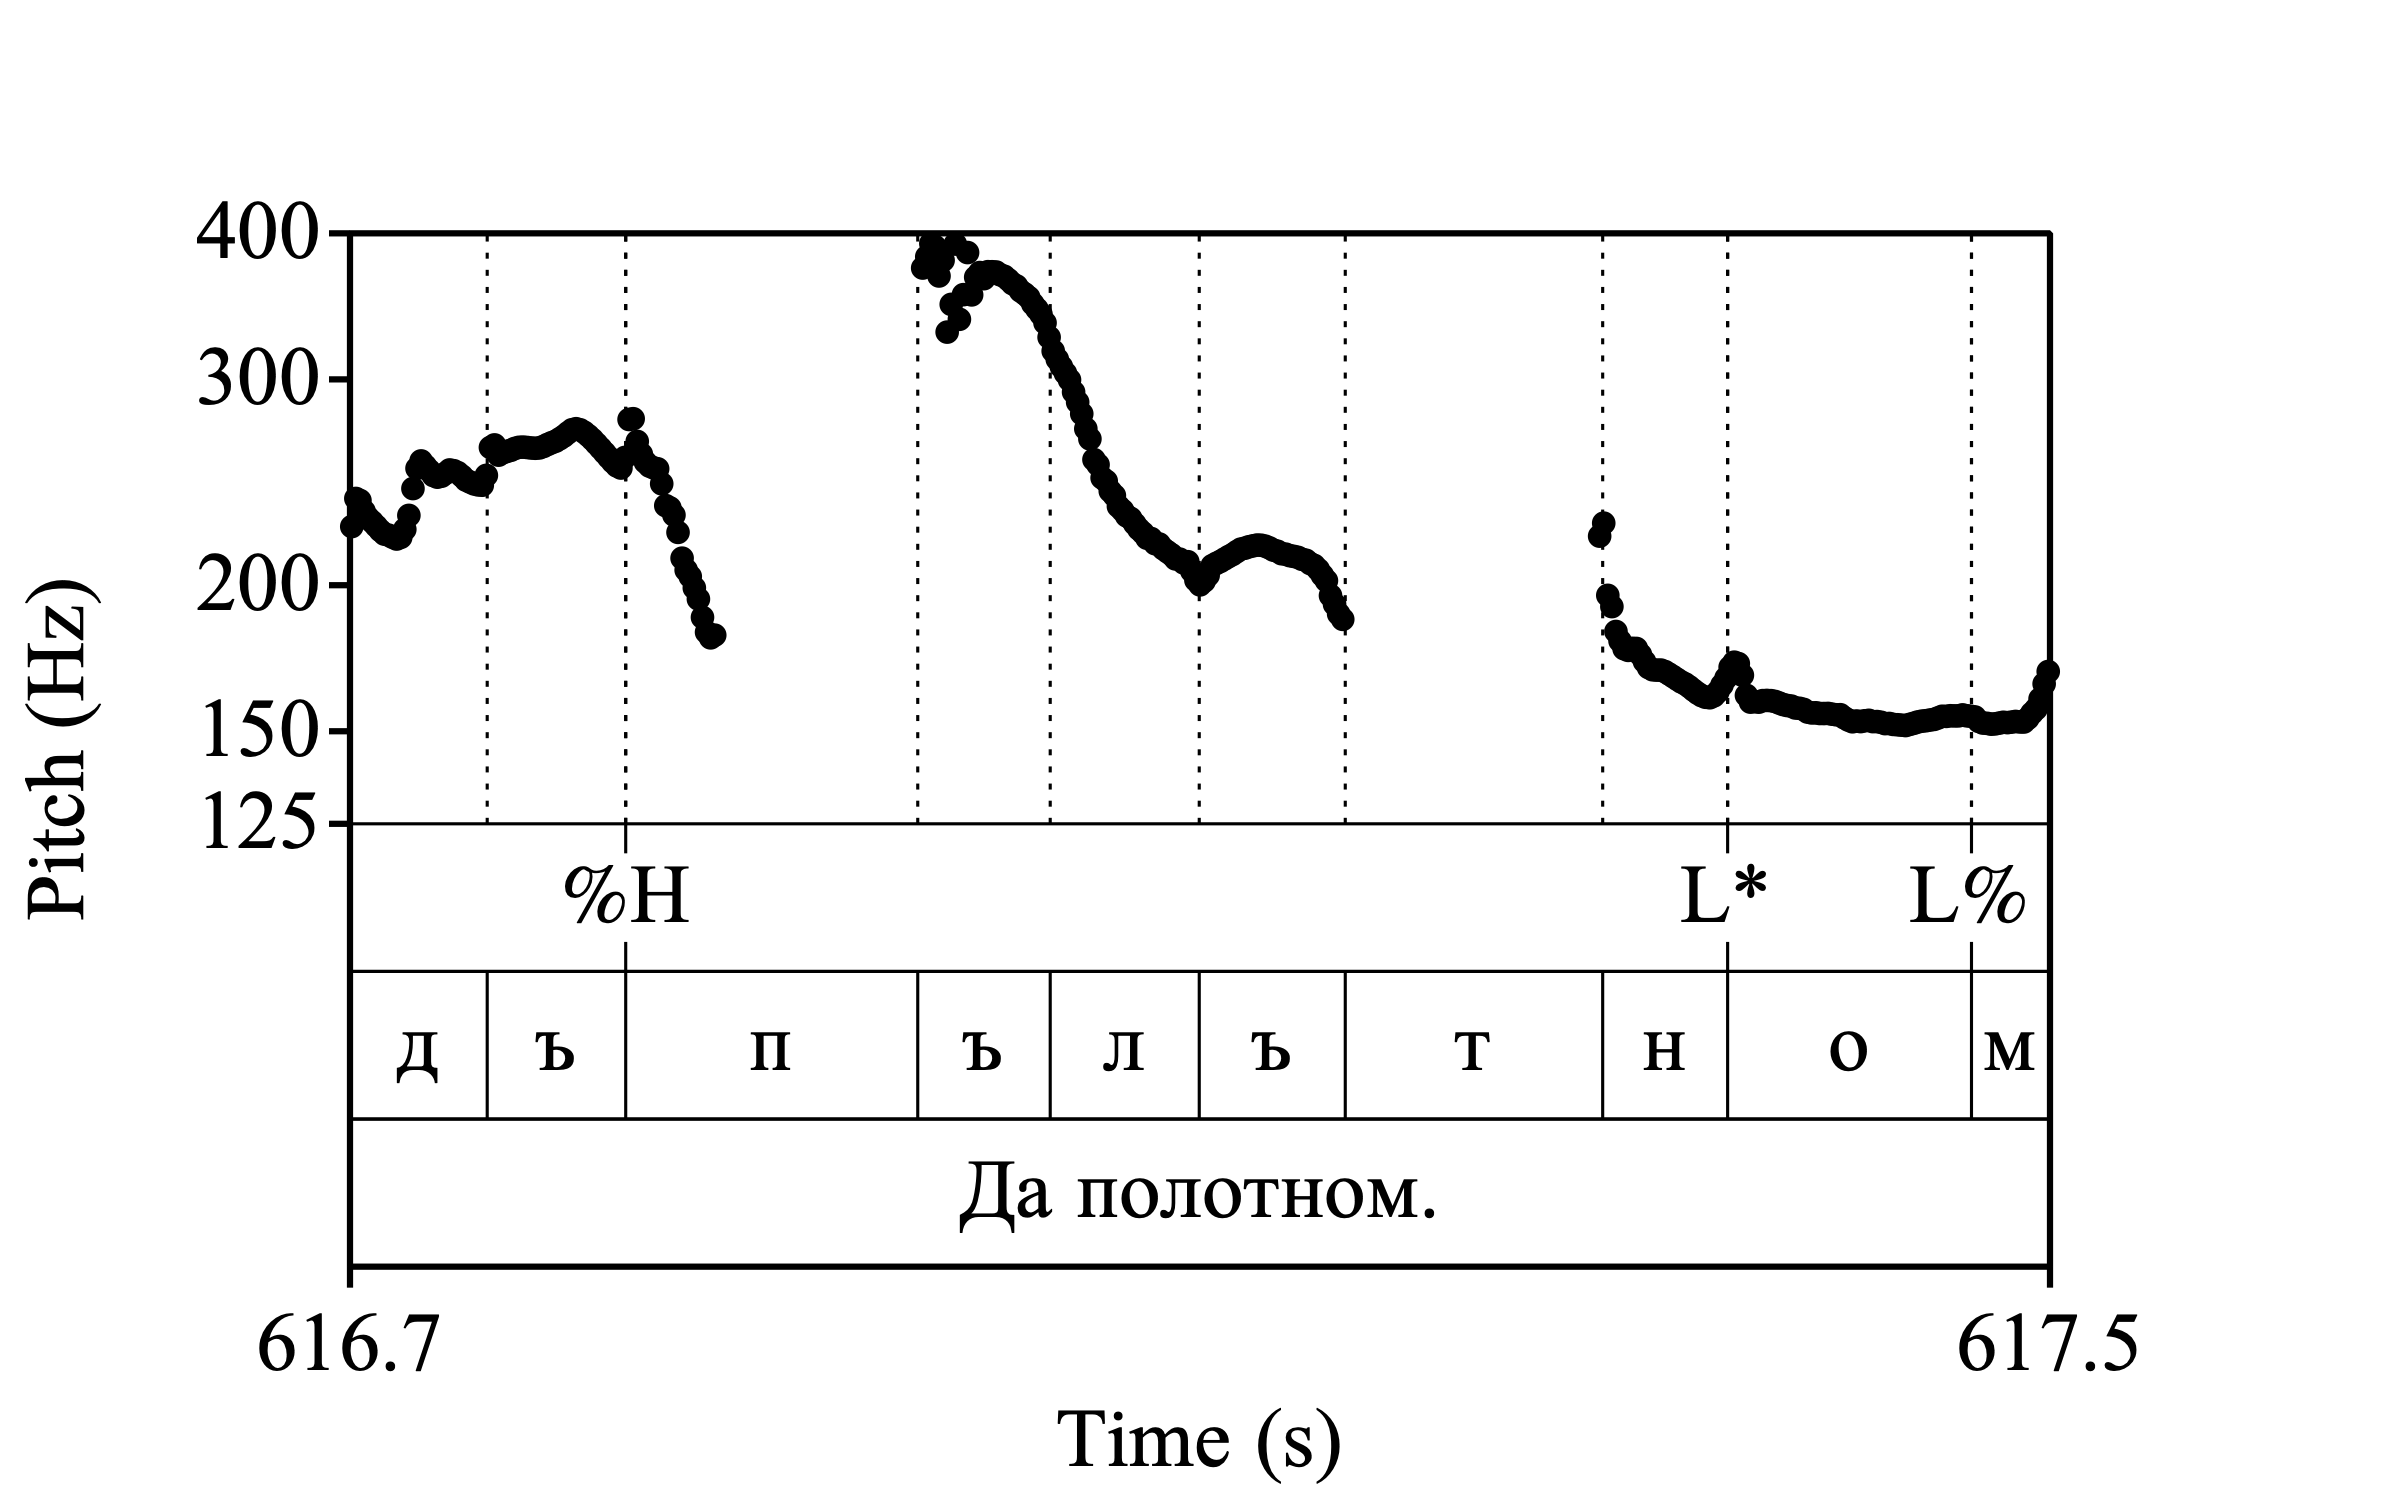 Pitch (Hz)
400
300
200
150
125
%H L* L%
д ъ п ъ л ъ т н о м
Да полотном.
616.7 617.5
Time (s)